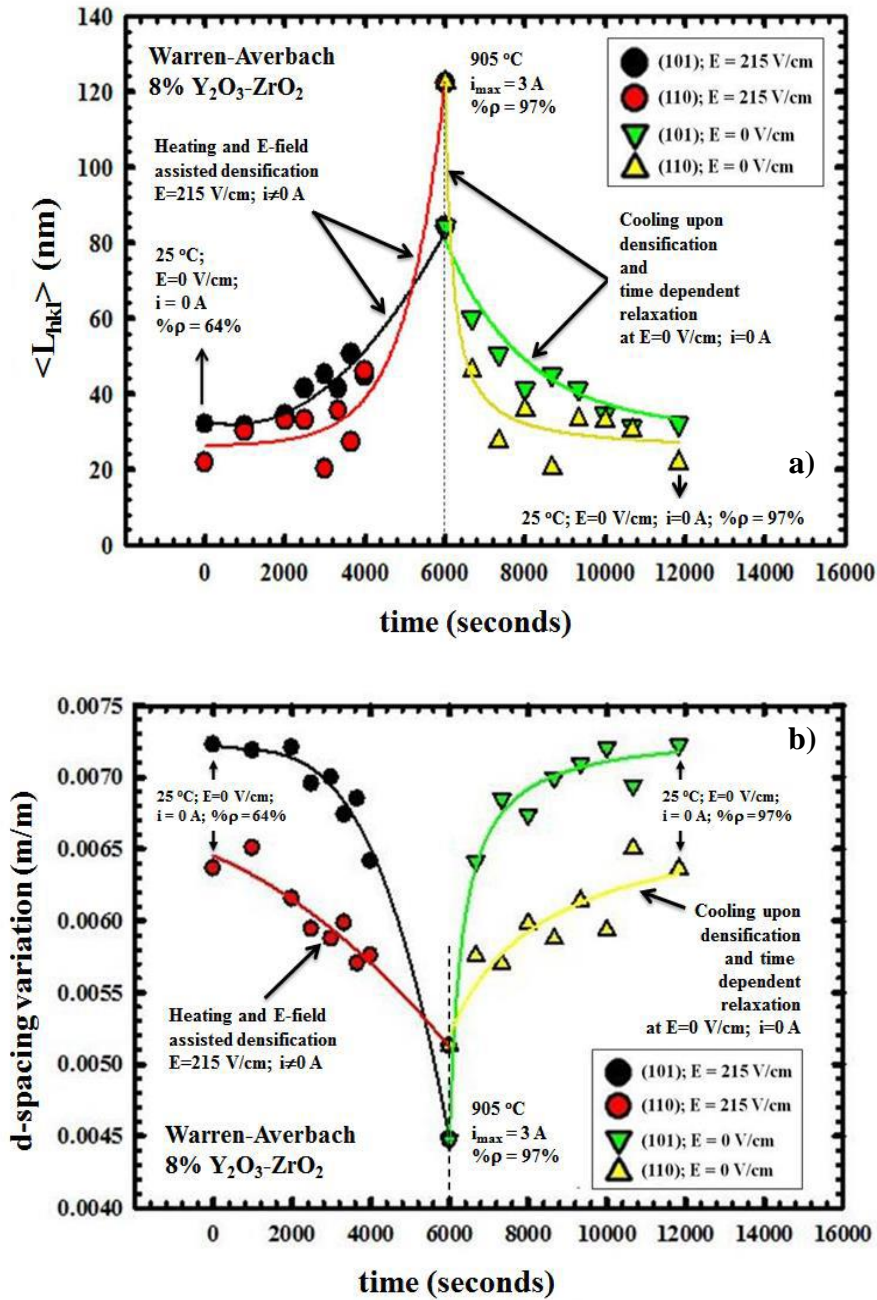 140
120
100
80
60
40
20
0
<L_hkl> (nm)
Warren-Averbach
8% Y₂O₃-ZrO₂
Heating and E-field
assisted densification
E=215 V/cm; i≠0 A
25 °C;
E=0 V/cm;
i = 0 A
%ρ = 64%
905 °C
i_max = 3 A
%ρ = 97%
(101); E = 215 V/cm
(110); E = 215 V/cm
(101); E = 0 V/cm
(110); E = 0 V/cm
Cooling upon
densification
and
time dependent
relaxation
at E=0 V/cm; i=0 A
a)
25 °C; E=0 V/cm; i=0 A; %ρ = 97%
0 2000 4000 6000 8000 10000 12000 14000 16000
time (seconds)
0.0075
0.0070
0.0065
0.0060
0.0055
0.0050
0.0045
0.0040
d-spacing variation (m/m)
b)
25 °C; E=0 V/cm;
i = 0 A; %ρ = 64%
25 °C; E=0 V/cm;
i = 0 A; %ρ = 97%
Heating and E-field
assisted densification
E=215 V/cm; i≠0 A
Cooling upon
densification
and time
dependent
relaxation
at E=0 V/cm; i=0 A
Warren-Averbach
8% Y₂O₃-ZrO₂
905 °C
i_max = 3 A
%ρ = 97%
(101); E = 215 V/cm
(110); E = 215 V/cm
(101); E = 0 V/cm
(110); E = 0 V/cm
0 2000 4000 6000 8000 10000 12000 14000 16000
time (seconds)